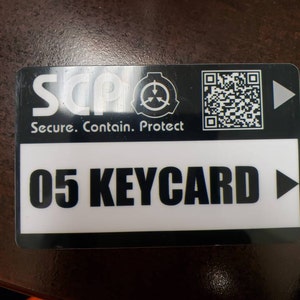 SCP
Secure. Contain. Protect
05 KEYCARD